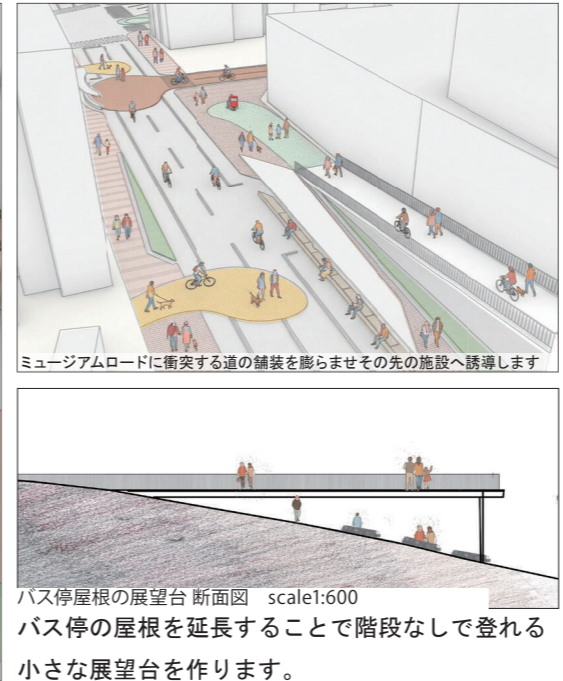 ミュージアムロードに衝突する道の舗装を膨らませその先の施設へ誘導します
バス停屋根の展望台 断面図　scale1:600
バス停の屋根を延長することで階段なしで登れる
小さな展望台を作ります。